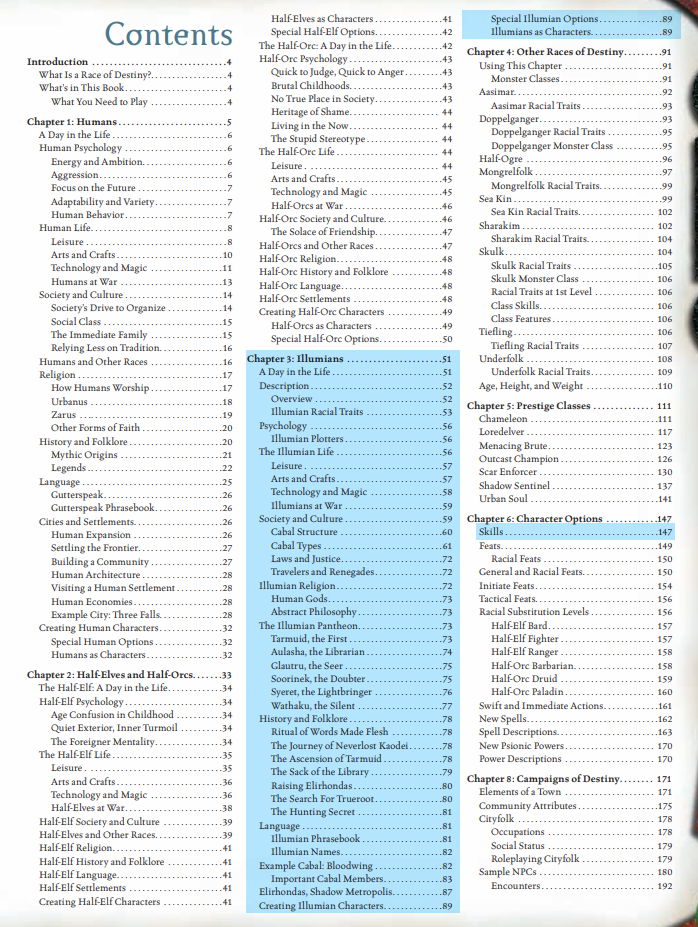 Contents
Introduction ..................................4
What Is a Race of Destiny?...................4
What's in This Book..........................4
What You Need to Play .......................4
Chapter 1: Humans.............................5
A Day in the Life ............................6
Human Psychology .............................6
Energy and Ambition..........................6
Aggression...................................6
Focus on the Future .........................7
Adaptability and Variety.....................7
Human Behavior...............................7
Human Life....................................8
Leisure ......................................8
Arts and Crafts .............................10
Technology and Magic ........................11
Humans at War ...............................13
Society and Culture ..........................14
Society's Drive to Organize .................14
Social Class ................................15
The Immediate Family ........................15
Relying Less on Tradition....................16
Humans and Other Races .......................16
Religion .....................................17
How Humans Worship ..........................17
Urbanus .....................................18
Zarus .......................................19
Other Forms of Faith ........................20
History and Folklore .........................20
Mythic Origins ..............................21
Legends .....................................22
Language .....................................25
Gutterspeak..................................26
Gutterspeak Phrasebook.......................26
Cities and Settlements........................26
Human Expansion .............................26
Settling the Frontier........................27
Building a Community ........................27
Human Architecture ..........................28
Visiting a Human Settlement .................28
Human Economies .............................28
Example City: Three Falls....................28
Creating Human Characters.....................32
Special Human Options .......................32
Humans as Characters.........................32
Chapter 2: Half-Elves and Half-Orcs.......33
The Half-Elf: A Day in the Life...............34
Half-Elf Psychology ..........................34
Age Confusion in Childhood ..................34
Quiet Exterior, Inner Turmoil ...............34
The Foreigner Mentality......................34
The Half-Elf Life ............................35
Leisure .....................................35
Arts and Crafts .............................36
Technology and Magic ........................36
Half-Elves at War............................38
Half-Elf Society and Culture .................39
Half-Elves and Other Races....................39
Half-Elf Religion.............................41
Half-Elf History and Folklore ................41
Half-Elf Language.............................41
Half-Elf Settlements .........................41
Creating Half-Elf Characters..................41
Half-Elves as Characters ....................41
Special Half-Elf Options.....................42
The Half-Orc: A Day in the Life...............42
Half-Orc Psychology ..........................43
Quick to Judge, Quick to Anger...............43
Brutal Childhoods............................43
No True Place in Society.....................43
Heritage of Shame............................44
Living in the Now ...........................44
The Stupid Stereotype .......................44
The Half-Orc Life ............................44
Leisure .....................................44
Arts and Crafts .............................45
Technology and Magic ........................45
Half-Orcs at War ............................46
Half-Orc Society and Culture..................46
The Solace of Friendship.....................47
Half-Orcs and Other Races ....................47
Half-Orc Religion.............................48
Half-Orc History and Folklore ................48
Half-Orc Language.............................48
Half-Orc Settlements .........................48
Creating Half-Orc Characters .................49
Half-Orcs as Characters .....................49
Special Half-Orc Options.....................50
Chapter 3: Illumians ....................51
A Day in the Life ............................51
Description...................................52
Overview ....................................52
Illumian Racial Traits ......................53
Psychology ...................................56
Illumian Plotters............................56
The Illumian Life ............................56
Leisure .....................................57
Arts and Crafts .............................57
Technology and Magic ........................58
Illumians at War ............................59
Society and Culture ..........................59
Cabal Structure .............................60
Cabal Types .................................61
Laws and Justice.............................72
Travelers and Renegades......................72
Illumian Religion ............................72
Human Gods...................................73
Abstract Philosophy .........................73
The Illumian Pantheon.........................73
Tarmuid, the First ..........................73
Aulasha, the Librarian ......................74
Glautru, the Seer ...........................75
Soorinek, the Doubter .......................75
Syeret, the Lightbringer ....................76
Wathaku, the Silent .........................77
History and Folklore .........................78
Ritual of Words Made Flesh ..................78
The Journey of Neverlost Kaodei..............78
The Ascension of Tarmuid ....................78
The Sack of the Library .....................79
Raising Elirhondas ..........................80
The Search For Trueroot .....................80
The Hunting Secret ..........................81
Language .....................................81
Illumian Phrasebook .........................81
Illumian Names...............................82
Example Cabal: Bloodwing .....................82
Important Cabal Members......................83
Elirhondas, Shadow Metropolis.................87
Creating Illumian Characters..................89
Special Illumian Options ....................89
Illumians as Characters......................89
Chapter 4: Other Races of Destiny........91
Using This Chapter ...........................91
Monster Classes..............................91
Aasimar.......................................92
Aasimar Racial Traits .......................93
Doppelganger..................................93
Doppelganger Racial Traits ..................95
Doppelganger Monster Class ..................95
Half-Ogre ....................................96
Mongrelfolk ..................................97
Mongrelfolk Racial Traits....................99
Sea Kin ......................................99
Sea Kin Racial Traits.......................102
Sharakim ....................................102
Sharakim Racial Traits......................104
Skulk........................................104
Skulk Racial Traits ........................105
Skulk Monster Class ........................106
Racial Traits at 1st Level .................106
Class Skills................................106
Class Features .............................106
Tiefling.....................................106
Tiefling Racial Traits .....................107
Underfolk ...................................108
Underfolk Racial Traits.....................108
Age, Height, and Weight .....................110
Chapter 5: Prestige Classes ............. 111
Chameleon ...................................111
Loredelver ..................................117
Menacing Brute...............................123
Outcast Champion ............................126
Scar Enforcer ...............................130
Shadow Sentinel .............................137
Urban Soul ..................................141
Chapter 6: Character Options ............147
Skills ......................................147
Feats........................................149
Racial Feats ...............................150
General and Racial Feats.....................150
Initiate Feats...............................154
Tactical Feats...............................156
Racial Substitution Levels ..................156
Half-Elf Bard...............................157
Half-Elf Fighter ...........................157
Half-Elf Ranger ............................158
Half-Orc Barbarian..........................158
Half-Orc Druid .............................159
Half-Orc Paladin ...........................160
Swift and Immediate Actions..................161
New Spells...................................162
Spell Descriptions...........................163
New Psionic Powers ..........................170
Power Descriptions ..........................170
Chapter 8: Campaigns of Destiny........ 171
Elements of a Town ..........................171
Community Attributes.........................175
Cityfolk ....................................178
Occupations ................................178
Social Status ..............................179
Roleplaying Cityfolk .......................179
Sample NPCs .................................180
Encounters..................................192